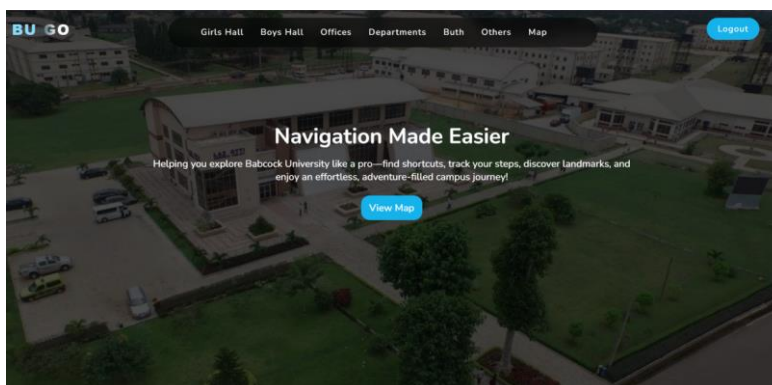 BU GO
Girls Hall Boys Hall Offices Departments Buth Others Map
Logout
Navigation Made Easier
Helping you explore Babcock University like a pro—find shortcuts, track your steps, discover landmarks, and
enjoy an effortless, adventure-filled campus journey!
View Map